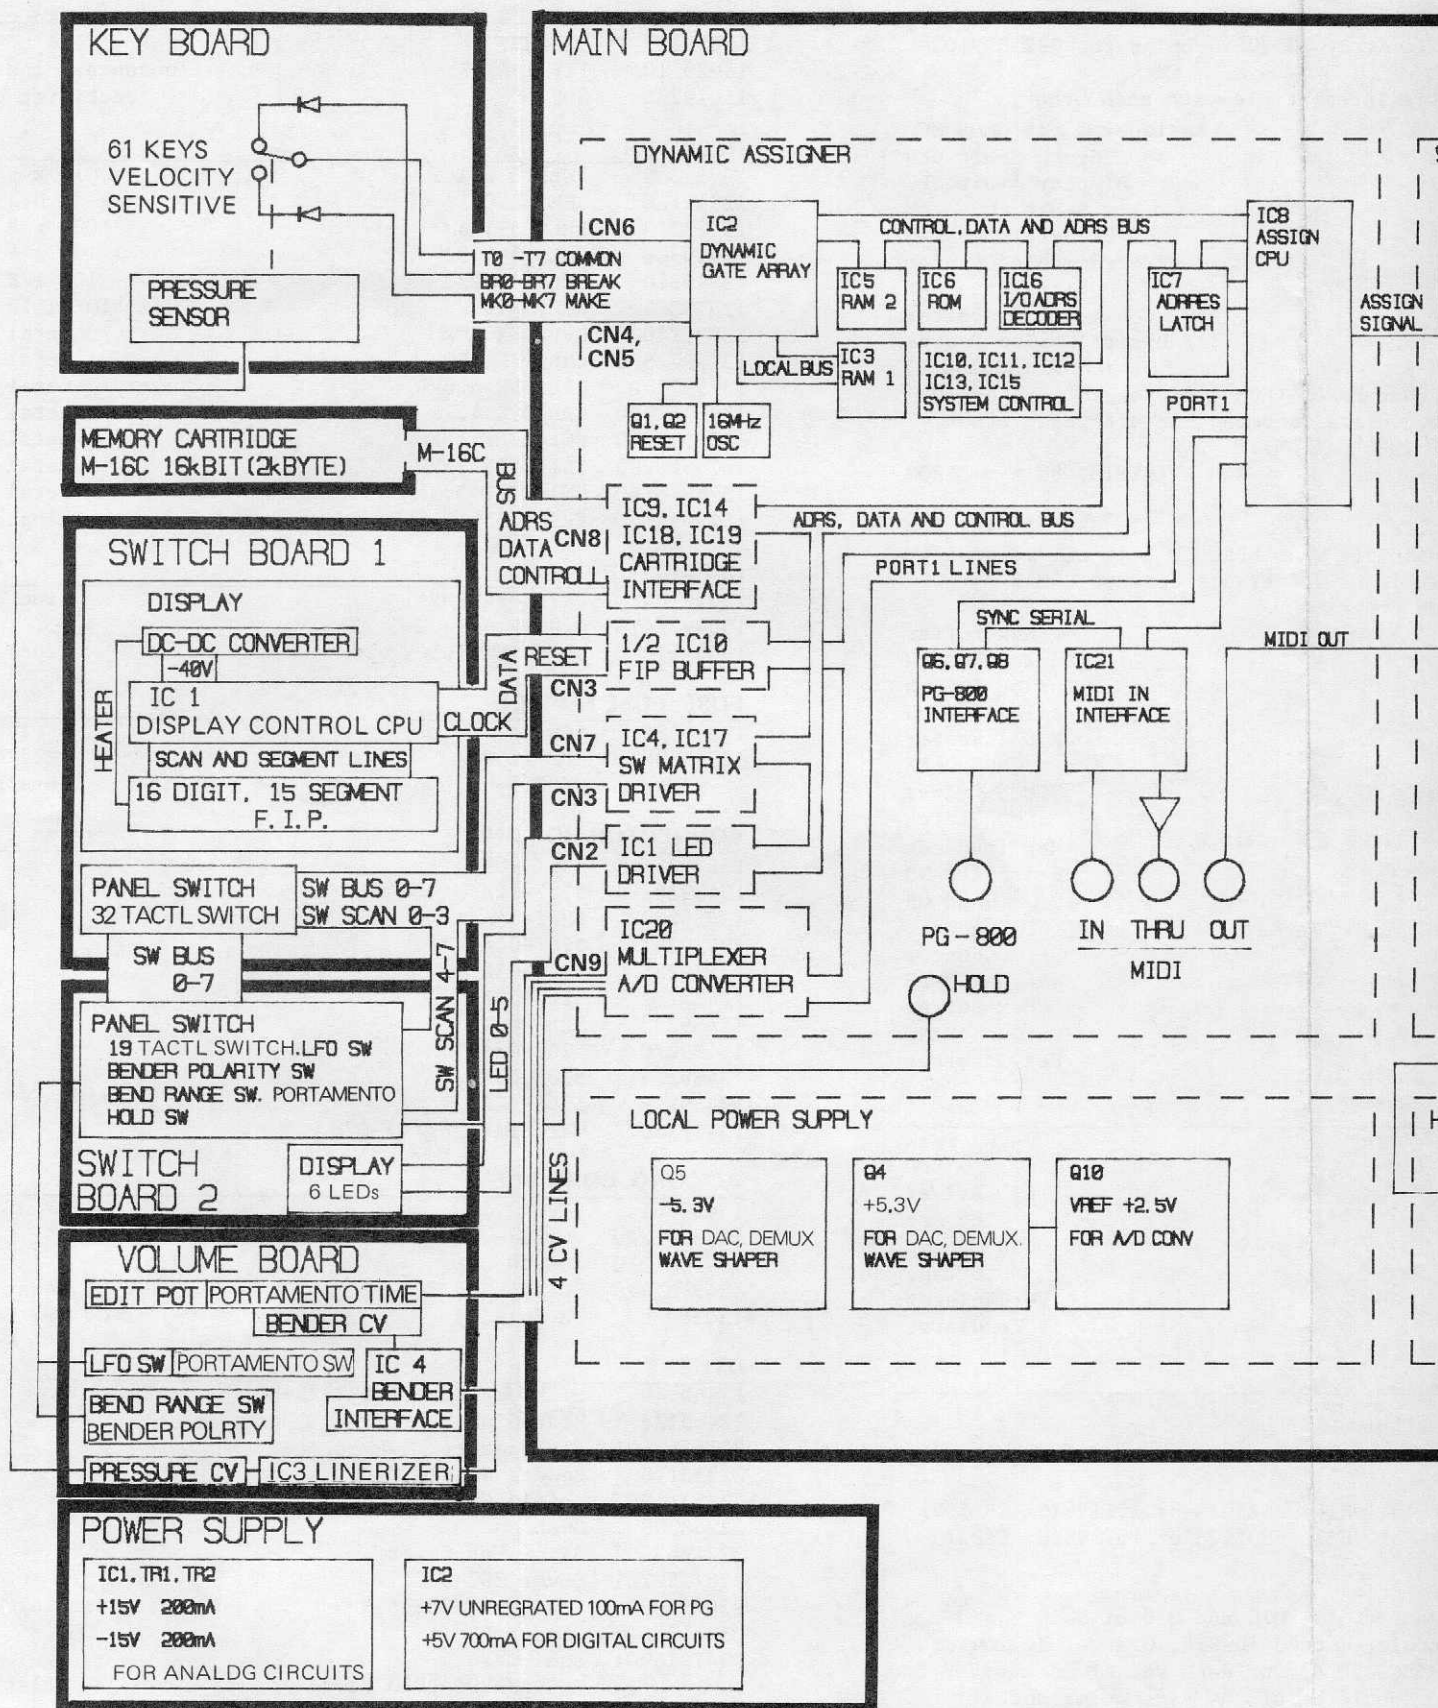 KEY BOARD
61 KEYS
VELOCITY
SENSITIVE
PRESSURE
SENSOR
MAIN BOARD
DYNAMIC ASSIGNER
CN6
T0 -T7 COMMON
BR0-BR7 BREAK
MK0-MK7 MAKE
CN4,
CN5
IC2
DYNAMIC
GATE ARRAY
CONTROL, DATA AND ADRS BUS
IC5
RAM 2
IC6
ROM
IC16
I/O ADRS
DECODER
IC7
ADRRES
LATCH
IC8
ASSIGN
CPU
ASSIGN
SIGNAL
LOCAL BUS
IC3
RAM 1
IC10, IC11, IC12
IC13, IC15
SYSTEM CONTROL
PORT1
Q1, Q2
RESET
16MHz
OSC
MEMORY CARTRIDGE
M-16C 16kBIT(2kBYTE)
M-16C
BUS
ADRS
DATA
CONTROLL
CN8
IC9, IC14
IC18, IC19
CARTRIDGE
INTERFACE
ADRS, DATA AND CONTROL BUS
PORT1 LINES
SWITCH BOARD 1
DISPLAY
DC-DC CONVERTER
-40V
HEATER
IC 1
DISPLAY CONTROL CPU
SCAN AND SEGMENT LINES
16 DIGIT, 15 SEGMENT
F. I. P.
CLOCK
DATA
RESET
CN3
1/2 IC10
FIP BUFFER
SYNC SERIAL
Q6, Q7, Q8
PG-800
INTERFACE
IC21
MIDI IN
INTERFACE
MIDI OUT
CN7
CN3
IC4, IC17
SW MATRIX
DRIVER
CN2
IC1 LED
DRIVER
PANEL SWITCH
32 TACTL SWITCH
SW BUS 0-7
SW SCAN 0-3
SW BUS
0-7
SW SCAN 4-7
LED 0-5
CN9
IC20
MULTIPLEXER
A/D CONVERTER
PG-800
IN THRU OUT
MIDI
HOLD
PANEL SWITCH
19 TACTL SWITCH. LFO SW
BENDER POLARITY SW
BEND RANGE SW. PORTAMENTO
HOLD SW
SWITCH
BOARD 2
DISPLAY
6 LEDs
4 CV LINES
LOCAL POWER SUPPLY
Q5
-5.3V
FOR DAC, DEMUX
WAVE SHAPER
Q4
+5.3V
FOR DAC, DEMUX.
WAVE SHAPER
Q10
VREF +2.5V
FOR A/D CONV
VOLUME BOARD
EDIT POT
PORTAMENTO TIME
BENDER CV
LFO SW
PORTAMENTO SW
IC 4
BENDER
INTERFACE
BEND RANGE SW
BENDER POLRTY
PRESSURE CV
IC3 LINERIZER
POWER SUPPLY
IC1, TR1, TR2
+15V 200mA
-15V 200mA
FOR ANALDG CIRCUITS
IC2
+7V UNREGRATED 100mA FOR PG
+5V 700mA FOR DIGITAL CIRCUITS